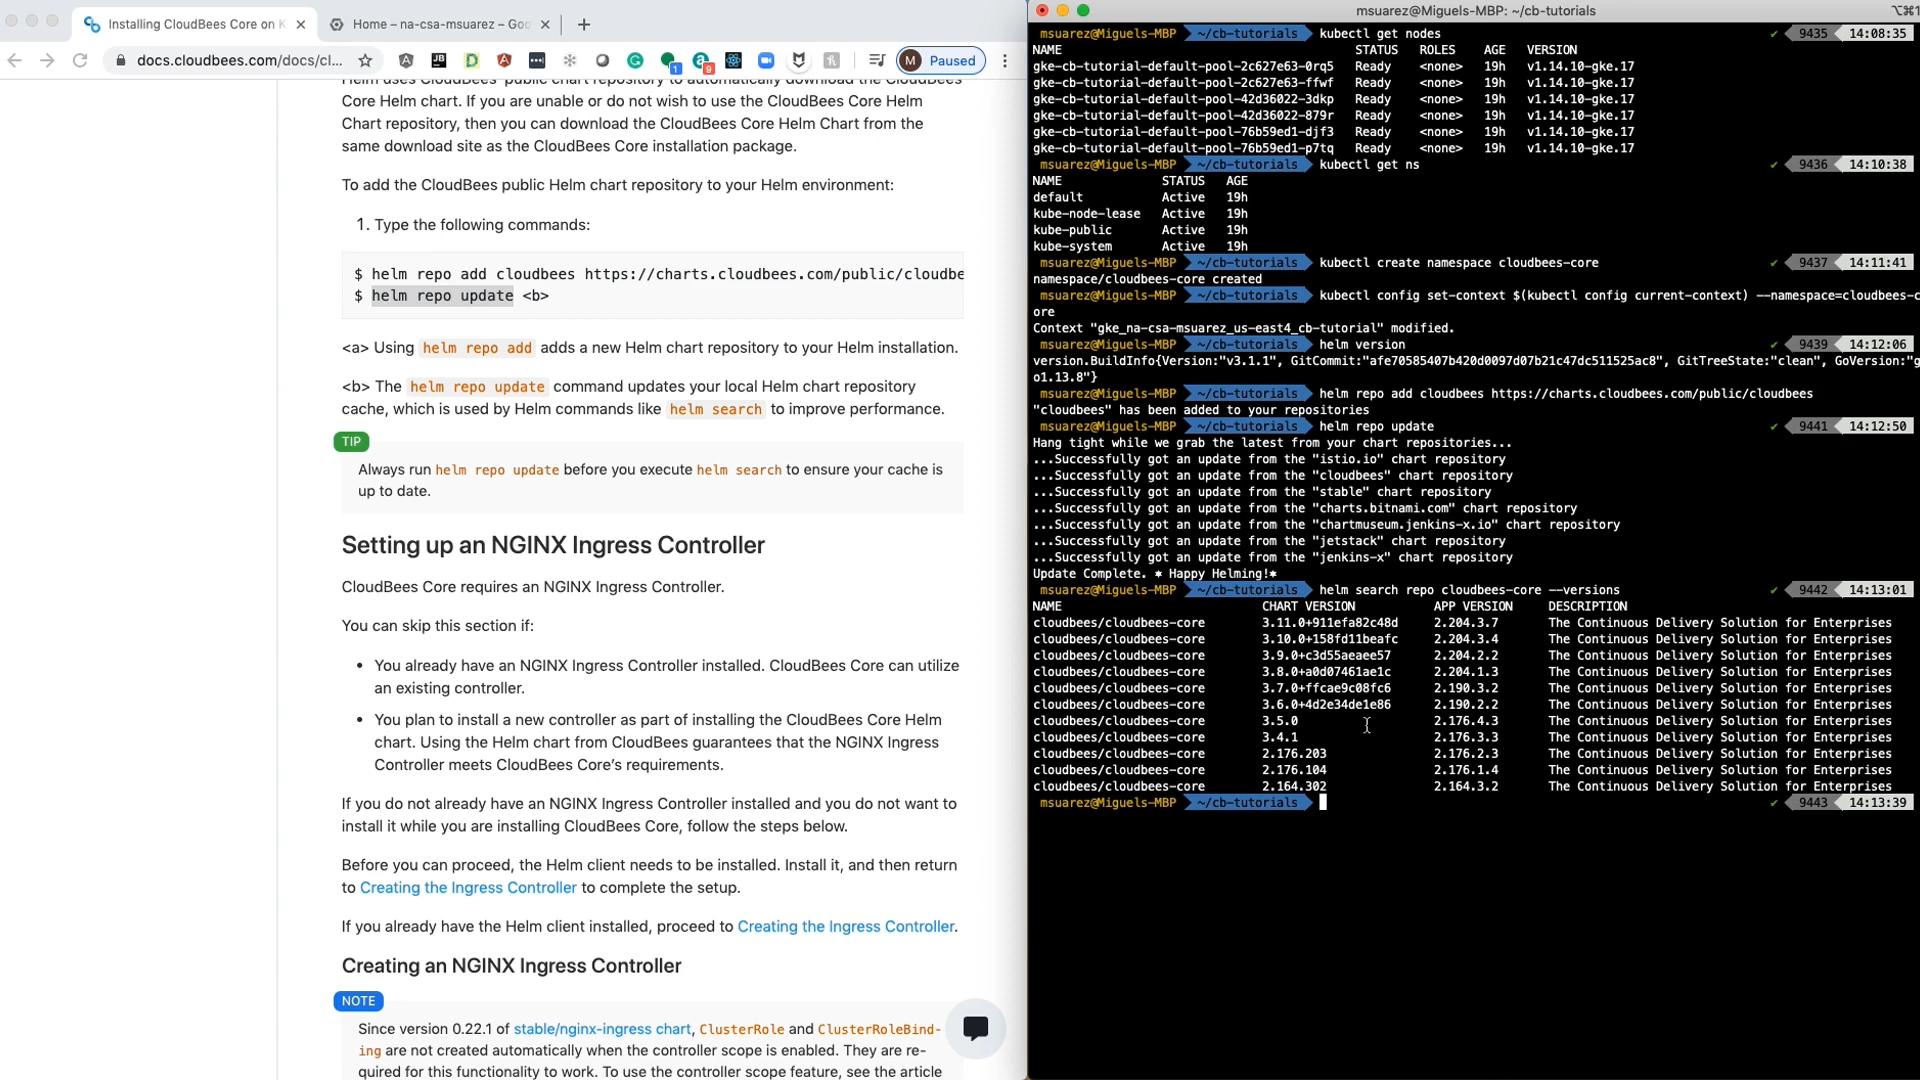 Installing CloudBees Core on K
Home – na-csa-msuarez – Goo
docs.cloudbees.com/docs/cl...
M Paused
Helm uses CloudBees' public chart repository to automatically download the CloudBees
Core Helm chart. If you are unable or do not wish to use the CloudBees Core Helm
Chart repository, then you can download the CloudBees Core Helm Chart from the
same download site as the CloudBees Core installation package.
To add the CloudBees public Helm chart repository to your Helm environment:
1. Type the following commands:
$ helm repo add cloudbees https://charts.cloudbees.com/public/cloudbe
$ helm repo update <b>
<a> Using helm repo add adds a new Helm chart repository to your Helm installation.
<b> The helm repo update command updates your local Helm chart repository
cache, which is used by Helm commands like helm search to improve performance.
TIP
Always run helm repo update before you execute helm search to ensure your cache is
up to date.
Setting up an NGINX Ingress Controller
CloudBees Core requires an NGINX Ingress Controller.
You can skip this section if:
• You already have an NGINX Ingress Controller installed. CloudBees Core can utilize
an existing controller.
• You plan to install a new controller as part of installing the CloudBees Core Helm
chart. Using the Helm chart from CloudBees guarantees that the NGINX Ingress
Controller meets CloudBees Core's requirements.
If you do not already have an NGINX Ingress Controller installed and you do not want to
install it while you are installing CloudBees Core, follow the steps below.
Before you can proceed, the Helm client needs to be installed. Install it, and then return
to Creating the Ingress Controller to complete the setup.
If you already have the Helm client installed, proceed to Creating the Ingress Controller.
Creating an NGINX Ingress Controller
NOTE
Since version 0.22.1 of stable/nginx-ingress chart, ClusterRole and ClusterRoleBind-
ing are not created automatically when the controller scope is enabled. They are re-
quired for this functionality to work. To use the controller scope feature, see the article
msuarez@Miguels-MBP: ~/cb-tutorials ⌥⌘1
msuarez@Miguels-MBP ~/cb-tutorials kubectl get nodes ✔ 9435 14:08:35
NAME STATUS ROLES AGE VERSION
gke-cb-tutorial-default-pool-2c627e63-0rq5 Ready <none> 19h v1.14.10-gke.17
gke-cb-tutorial-default-pool-2c627e63-ffwf Ready <none> 19h v1.14.10-gke.17
gke-cb-tutorial-default-pool-42d36022-3dkp Ready <none> 19h v1.14.10-gke.17
gke-cb-tutorial-default-pool-42d36022-879r Ready <none> 19h v1.14.10-gke.17
gke-cb-tutorial-default-pool-76b59ed1-djf3 Ready <none> 19h v1.14.10-gke.17
gke-cb-tutorial-default-pool-76b59ed1-p7tq Ready <none> 19h v1.14.10-gke.17
msuarez@Miguels-MBP ~/cb-tutorials kubectl get ns ✔ 9436 14:10:38
NAME STATUS AGE
default Active 19h
kube-node-lease Active 19h
kube-public Active 19h
kube-system Active 19h
msuarez@Miguels-MBP ~/cb-tutorials kubectl create namespace cloudbees-core ✔ 9437 14:11:41
namespace/cloudbees-core created
msuarez@Miguels-MBP ~/cb-tutorials kubectl config set-context $(kubectl config current-context) --namespace=cloudbees-c
ore
Context "gke_na-csa-msuarez_us-east4_cb-tutorial" modified.
msuarez@Miguels-MBP ~/cb-tutorials helm version ✔ 9439 14:12:06
version.BuildInfo{Version:"v3.1.1", GitCommit:"afe70585407b420d0097d07b21c47dc511525ac8", GitTreeState:"clean", GoVersion:"g
o1.13.8"}
msuarez@Miguels-MBP ~/cb-tutorials helm repo add cloudbees https://charts.cloudbees.com/public/cloudbees
"cloudbees" has been added to your repositories
msuarez@Miguels-MBP ~/cb-tutorials helm repo update ✔ 9441 14:12:50
Hang tight while we grab the latest from your chart repositories...
...Successfully got an update from the "istio.io" chart repository
...Successfully got an update from the "cloudbees" chart repository
...Successfully got an update from the "stable" chart repository
...Successfully got an update from the "charts.bitnami.com" chart repository
...Successfully got an update from the "chartmuseum.jenkins-x.io" chart repository
...Successfully got an update from the "jetstack" chart repository
...Successfully got an update from the "jenkins-x" chart repository
Update Complete. ⎈ Happy Helming!⎈
msuarez@Miguels-MBP ~/cb-tutorials helm search repo cloudbees-core --versions ✔ 9442 14:13:01
NAME CHART VERSION APP VERSION DESCRIPTION
cloudbees/cloudbees-core 3.11.0+911efa82c48d 2.204.3.7 The Continuous Delivery Solution for Enterprises
cloudbees/cloudbees-core 3.10.0+158fd11beafc 2.204.3.4 The Continuous Delivery Solution for Enterprises
cloudbees/cloudbees-core 3.9.0+c3d55aeaee57 2.204.2.2 The Continuous Delivery Solution for Enterprises
cloudbees/cloudbees-core 3.8.0+a0d07461ae1c 2.204.1.3 The Continuous Delivery Solution for Enterprises
cloudbees/cloudbees-core 3.7.0+ffcae9c08fc6 2.190.3.2 The Continuous Delivery Solution for Enterprises
cloudbees/cloudbees-core 3.6.0+4d2e34de1e86 2.190.2.2 The Continuous Delivery Solution for Enterprises
cloudbees/cloudbees-core 3.5.0 2.176.4.3 The Continuous Delivery Solution for Enterprises
cloudbees/cloudbees-core 3.4.1 2.176.3.3 The Continuous Delivery Solution for Enterprises
cloudbees/cloudbees-core 2.176.203 2.176.2.3 The Continuous Delivery Solution for Enterprises
cloudbees/cloudbees-core 2.176.104 2.176.1.4 The Continuous Delivery Solution for Enterprises
cloudbees/cloudbees-core 2.164.302 2.164.3.2 The Continuous Delivery Solution for Enterprises
msuarez@Miguels-MBP ~/cb-tutorials ✔ 9443 14:13:39